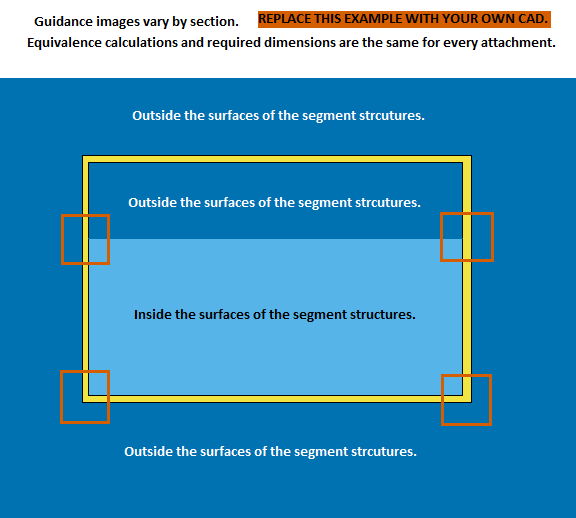 Guidance images vary by section. REPLACE THIS EXAMPLE WITH YOUR OWN CAD.
Equivalence calculations and required dimensions are the same for every attachment.
Outside the surfaces of the segment strcutures.
Outside the surfaces of the segment strcutures.
Inside the surfaces of the segment structures.
Outside the surfaces of the segment strcutures.